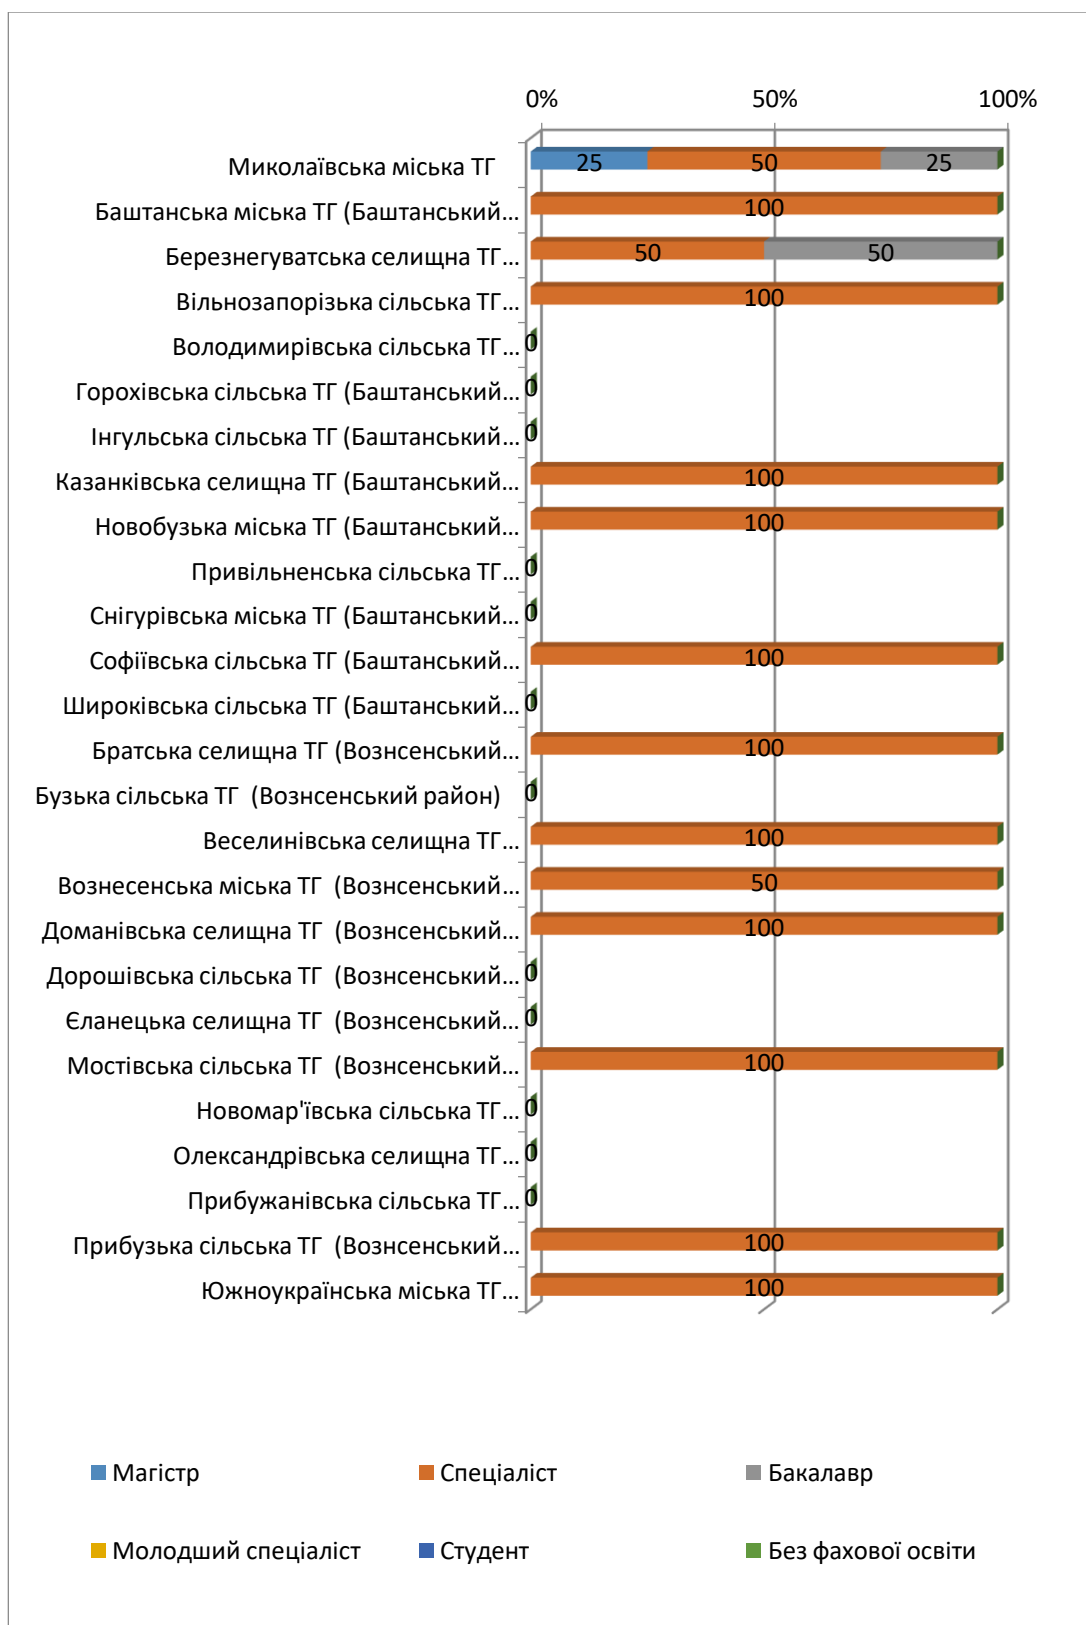 0% 50% 100%
Миколаївська міська ТГ 25 50 25
Баштанська міська ТГ (Баштанський... 100
Березнегуватська селищна ТГ... 50 50
Вільнозапорізька сільська ТГ... 100
Володимирівська сільська ТГ... 0
Горохівська сільська ТГ (Баштанський... 0
Інгульська сільська ТГ (Баштанський... 0
Казанківська селищна ТГ (Баштанський... 100
Новобузька міська ТГ (Баштанський... 100
Привільненська сільська ТГ... 0
Снігурівська міська ТГ (Баштанський... 0
Софіївська сільська ТГ (Баштанський... 100
Широківська сільська ТГ (Баштанський... 0
Братська селищна ТГ (Вознсенський... 100
Бузька сільська ТГ (Вознсенський район) 0
Веселинівська селищна ТГ... 100
Вознесенська міська ТГ (Вознсенський... 50
Доманівська селищна ТГ (Вознсенський... 100
Дорошівська сільська ТГ (Вознсенський... 0
Єланецька селищна ТГ (Вознсенський... 0
Мостівська сільська ТГ (Вознсенський... 100
Новомар'ївська сільська ТГ... 0
Олександрівська селищна ТГ... 0
Прибужанівська сільська ТГ... 0
Прибузька сільська ТГ (Вознсенський... 100
Южноукраїнська міська ТГ... 100
Магістр Спеціаліст Бакалавр
Молодший спеціаліст Студент Без фахової освіти